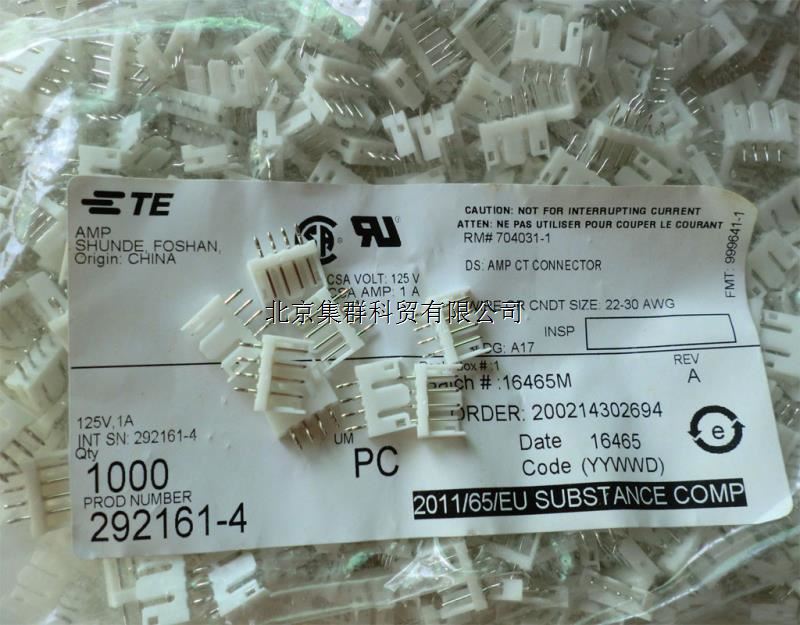 TE
AMP
SHUNDE, FOSHAN,
Origin: CHINA
CSA VOLT: 125 V
CSA AMP: 1 A
CAUTION: NOT FOR INTERRUPTING CURRENT
ATTEN: NE PAS UTILISER POUR COUPER LE COURANT
RM# 704031-1
DS: AMP CT CONNECTOR
CNDT SIZE: 22-30 AWG
INSP
A17
FMT: 999641-1
北京集群科贸有限公司
REV
A
# :16465M
ORDER: 200214302694
Date 16465
Code (YYWWD)
e
2011/65/EU SUBSTANCE COMP
125V,1A
INT SN: 292161-4
Qty
1000
UM
PC
PROD NUMBER
292161-4